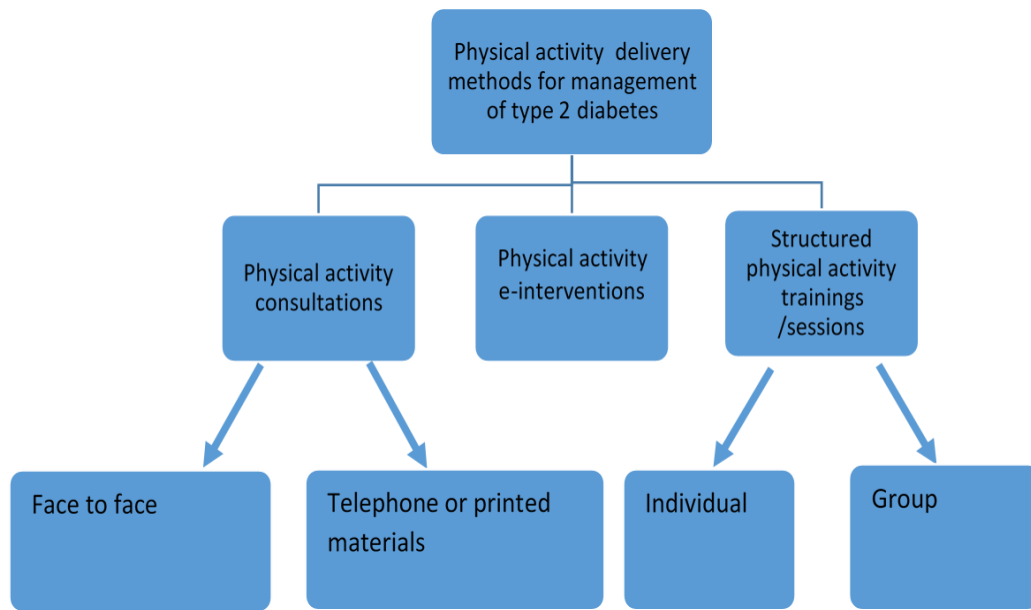 Physical activity delivery
methods for management
of type 2 diabetes
Physical activity
consultations
Physical activity
e-interventions
Structured
physical activity
trainings
/sessions
Face to face
Telephone or printed
materials
Individual
Group